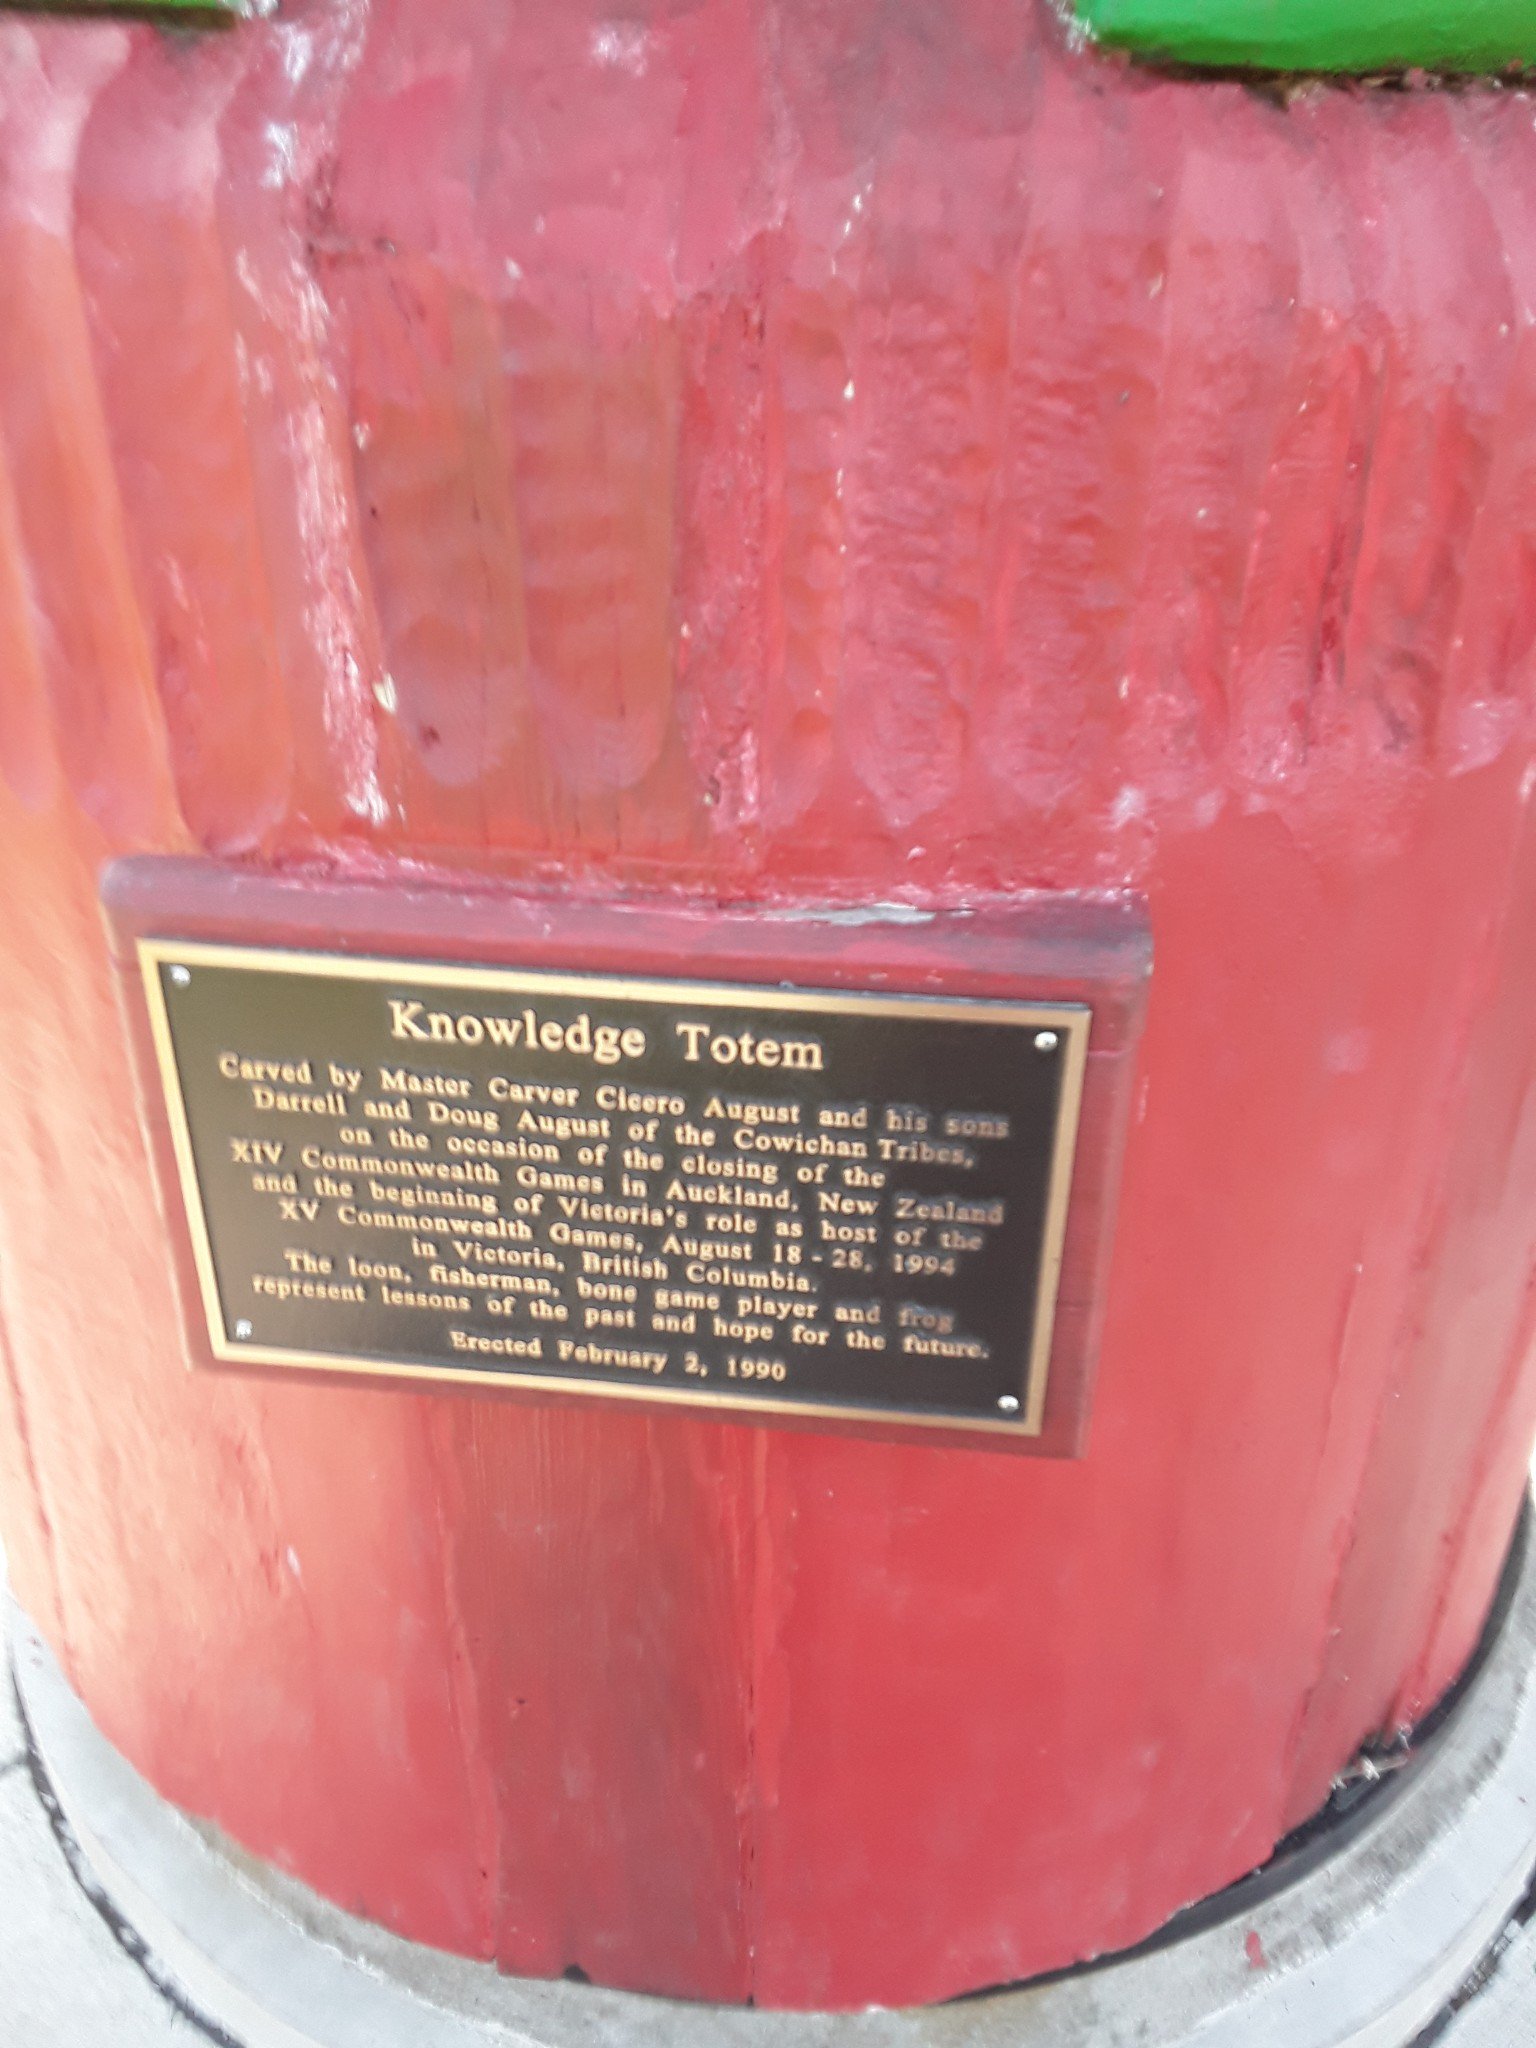 Knowledge Totem
Carved by Master Carver Cicero August and his sons
Darrell and Doug August of the Cowichan Tribes,
on the occasion of the closing of the
XIV Commonwealth Games in Auckland, New Zealand
and the beginning of Victoria's role as host of the
XV Commonwealth Games, August 18 - 28, 1994
in Victoria, British Columbia.
The loon, fisherman, bone game player and frog
represent lessons of the past and hope for the future.
Erected February 2, 1990